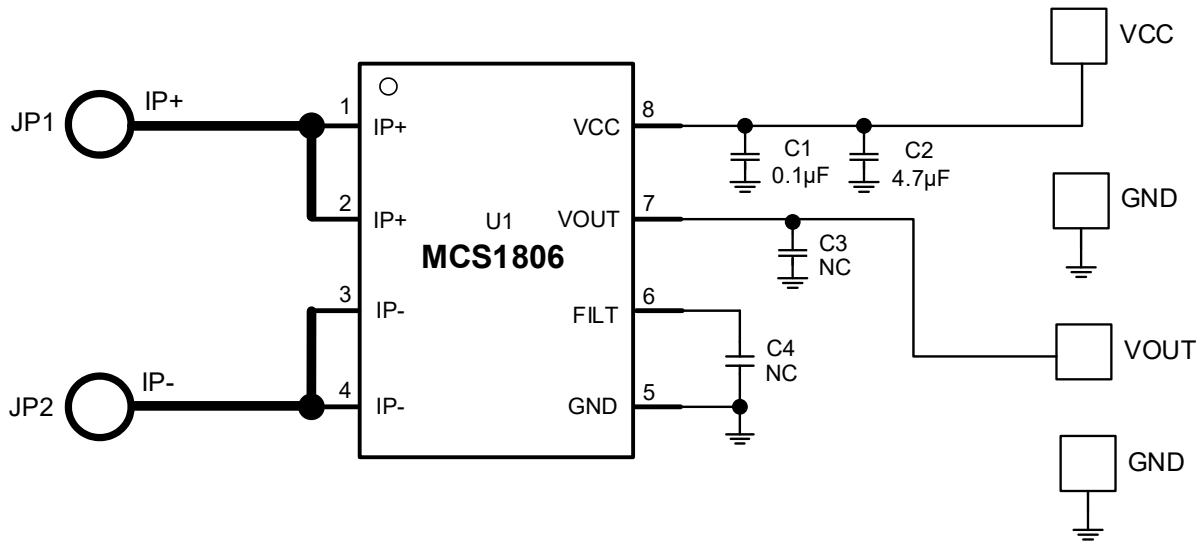 VCC
JP1
IP+
1
IP+
VCC
8
C1
0.1µF
C2
4.7µF
GND
2
IP+
U1
MCS1806
VOUT
7
C3
NC
3
IP-
FILT
6
C4
NC
VOUT
JP2
IP-
4
IP-
GND
5
GND